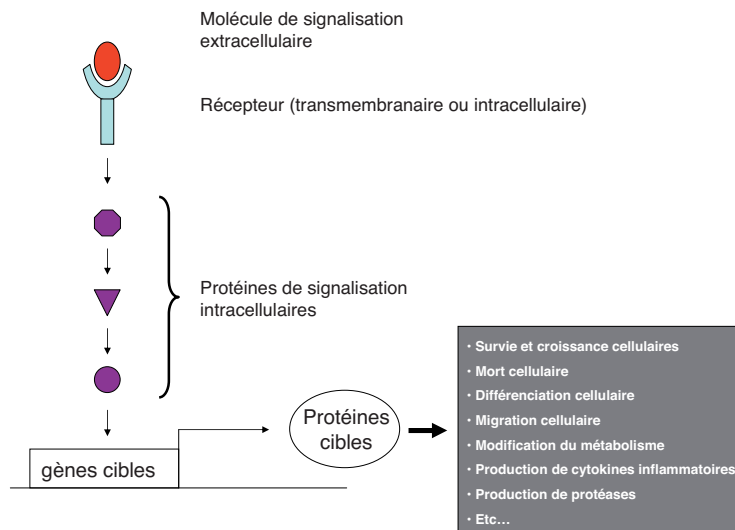 Molécule de signalisation
extracellulaire
Récepteur (transmembranaire ou intracellulaire)
Protéines de signalisation
intracellulaires
gènes cibles
Protéines
cibles
· Survie et croissance cellulaires
· Mort cellulaire
· Différenciation cellulaire
· Migration cellulaire
· Modification du métabolisme
· Production de cytokines inflammatoires
· Production de protéases
· Etc…